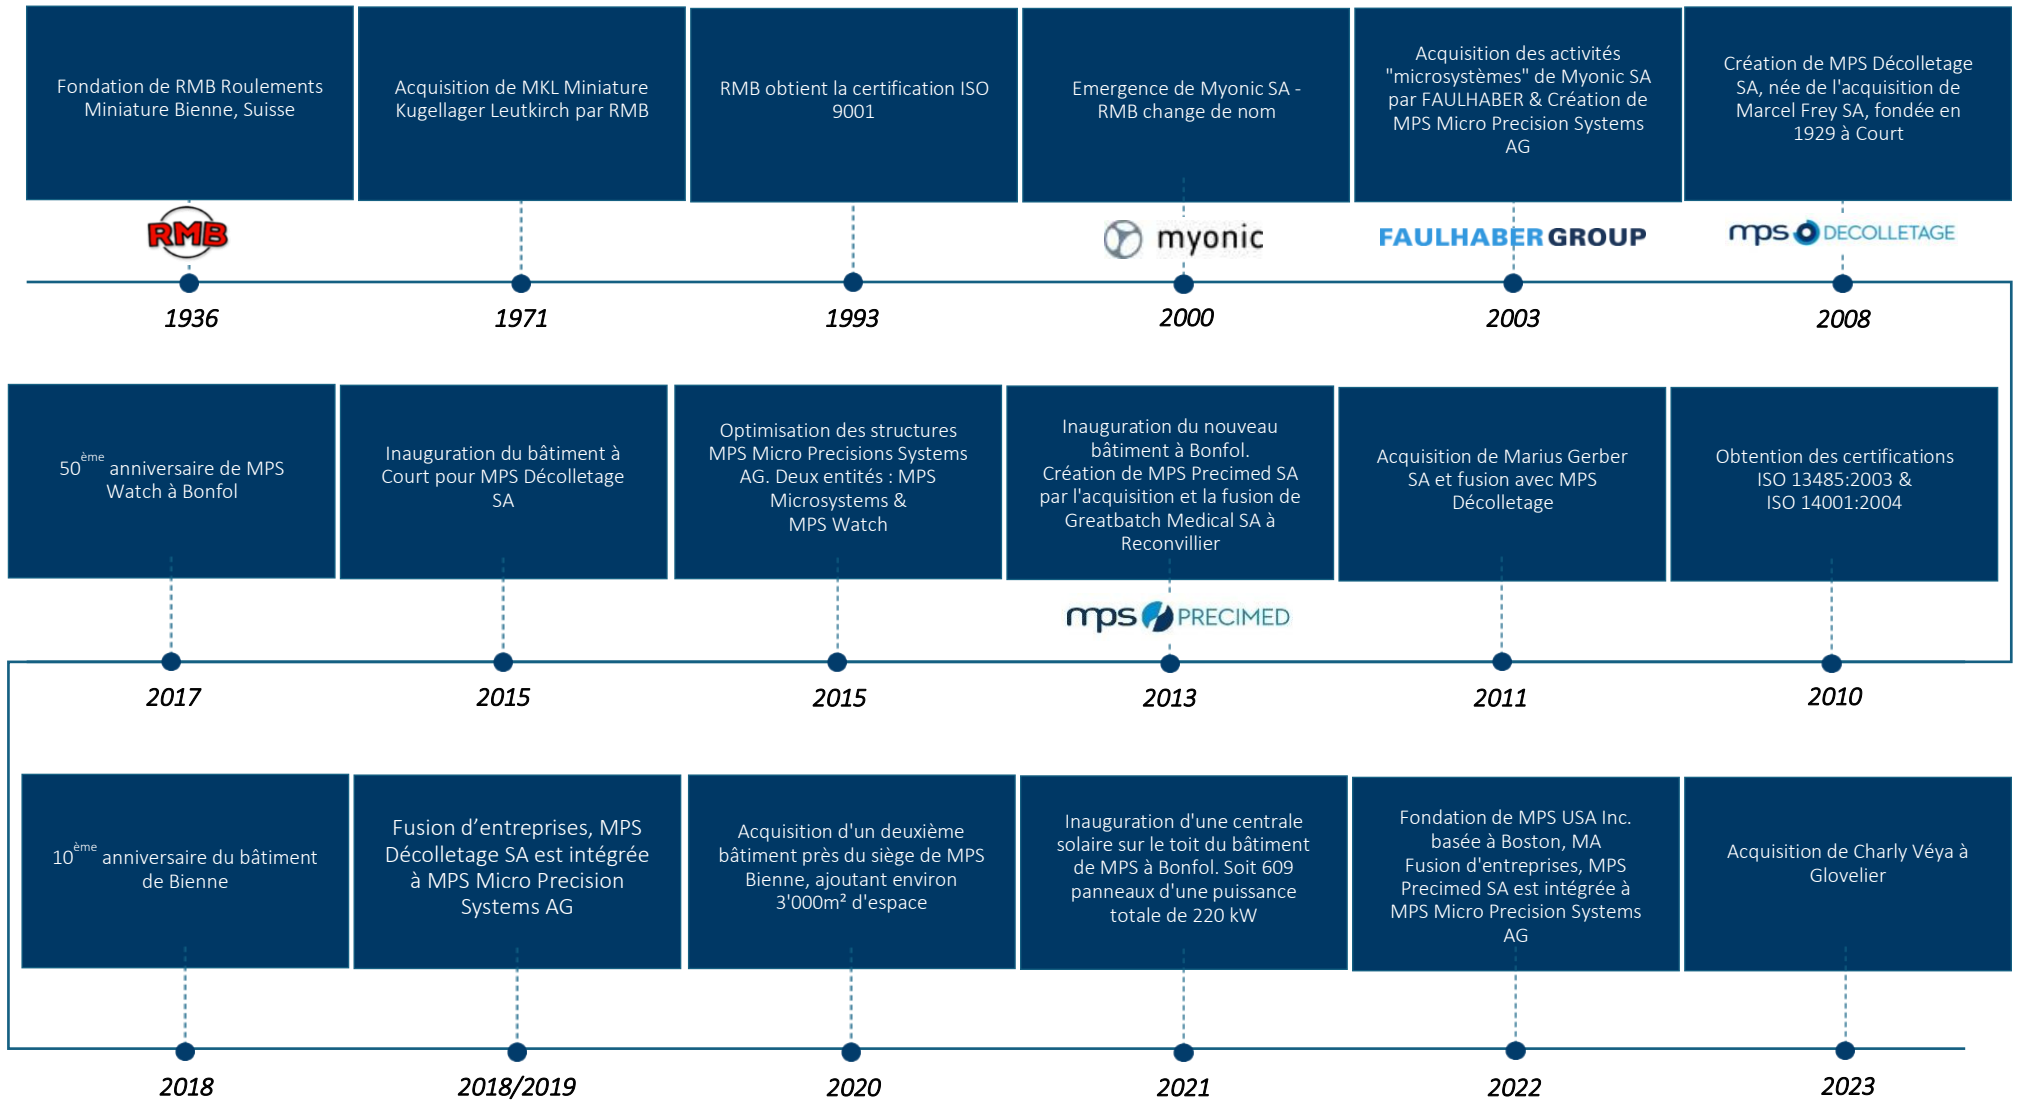 Fondation de RMB Roulements
Miniature Bienne, Suisse
RMB
1936
Acquisition de MKL Miniature
Kugellager Leutkirch par RMB
1971
RMB obtient la certification ISO
9001
1993
Emergence de Myonic SA -
RMB change de nom
myonic
2000
Acquisition des activités
"microsystèmes" de Myonic SA
par FAULHABER & Création de
MPS Micro Precision Systems
AG
FAULHABER GROUP
2003
Création de MPS Décolletage
SA, née de l'acquisition de
Marcel Frey SA, fondée en
1929 à Court
mps DECOLLETAGE
2008
Obtention des certifications
ISO 13485:2003 &
ISO 14001:2004
2010
Acquisition de Marius Gerber
SA et fusion avec MPS
Décolletage
2011
Inauguration du nouveau
bâtiment à Bonfol.
Création de MPS Precimed SA
par l'acquisition et la fusion de
Greatbatch Medical SA à
Reconvillier
mps PRECIMED
2013
Optimisation des structures
MPS Micro Precisions Systems
AG. Deux entités : MPS
Microsystems &
MPS Watch
2015
Inauguration du bâtiment à
Court pour MPS Décolletage
SA
2015
50ème anniversaire de MPS
Watch à Bonfol
2017
10ème anniversaire du bâtiment
de Bienne
2018
Fusion d’entreprises, MPS
Décolletage SA est intégrée
à MPS Micro Precision
Systems AG
2018/2019
Acquisition d'un deuxième
bâtiment près du siège de MPS
Bienne, ajoutant environ
3'000m² d'espace
2020
Inauguration d'une centrale
solaire sur le toit du bâtiment
de MPS à Bonfol. Soit 609
panneaux d'une puissance
totale de 220 kW
2021
Fondation de MPS USA Inc.
basée à Boston, MA
Fusion d'entreprises, MPS
Precimed SA est intégrée à
MPS Micro Precision Systems
AG
2022
Acquisition de Charly Véya à
Glovelier
2023